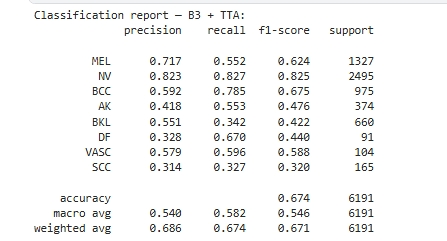 Classification report — B3 + TTA:
precision recall f1-score support
MEL 0.717 0.552 0.624 1327
NV 0.823 0.827 0.825 2495
BCC 0.592 0.785 0.675 975
AK 0.418 0.553 0.476 374
BKL 0.551 0.342 0.422 660
DF 0.328 0.670 0.440 91
VASC 0.579 0.596 0.588 104
SCC 0.314 0.327 0.320 165
accuracy 0.674 6191
macro avg 0.540 0.582 0.546 6191
weighted avg 0.686 0.674 0.671 6191